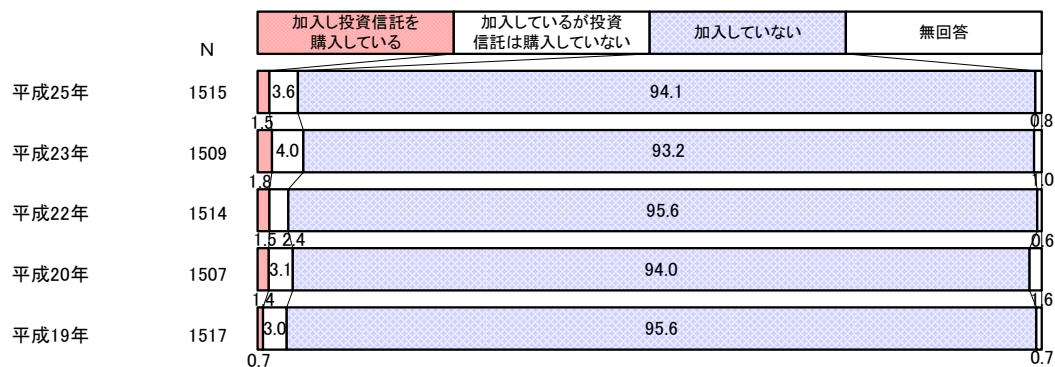 加入し投資信託を
購入している
加入しているが投資
信託は購入していない
加入していない
無回答
N
平成25年 1515 3.6 94.1
1.5 0.8
平成23年 1509 4.0 93.2
1.8 1.0
平成22年 1514 95.6
1.5 2.4 0.6
平成20年 1507 3.1 94.0
1.4 1.6
平成19年 1517 3.0 95.6
0.7 0.7